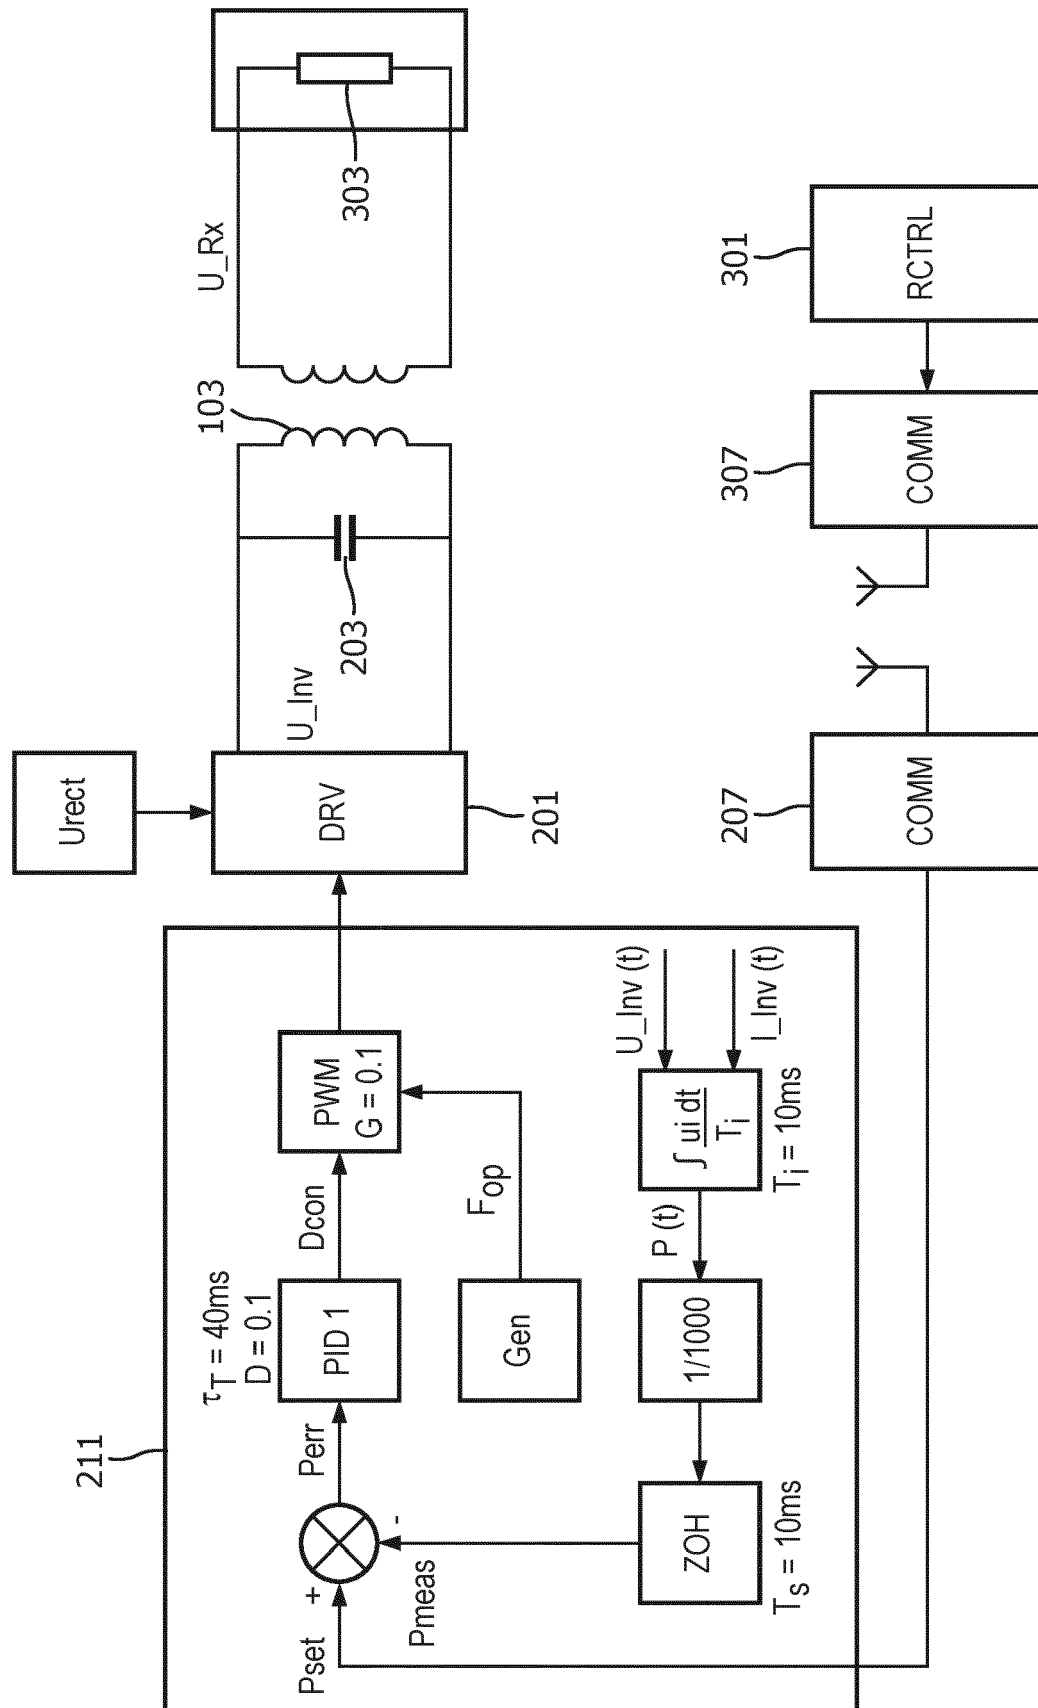 211
Pset
+
-
Pmeas
Perr
τT = 40ms
D = 0.1
PID 1
Dcon
PWM
G = 0.1
Gen
Fop
ZOH
Ts = 10ms
1/1000
P (t)
∫ ui dt
Ti
Ti = 10ms
U_Inv (t)
I_Inv (t)
Urect
DRV
201
U_Inv
203
103
U_Rx
303
COMM
207
COMM
307
RCTRL
301